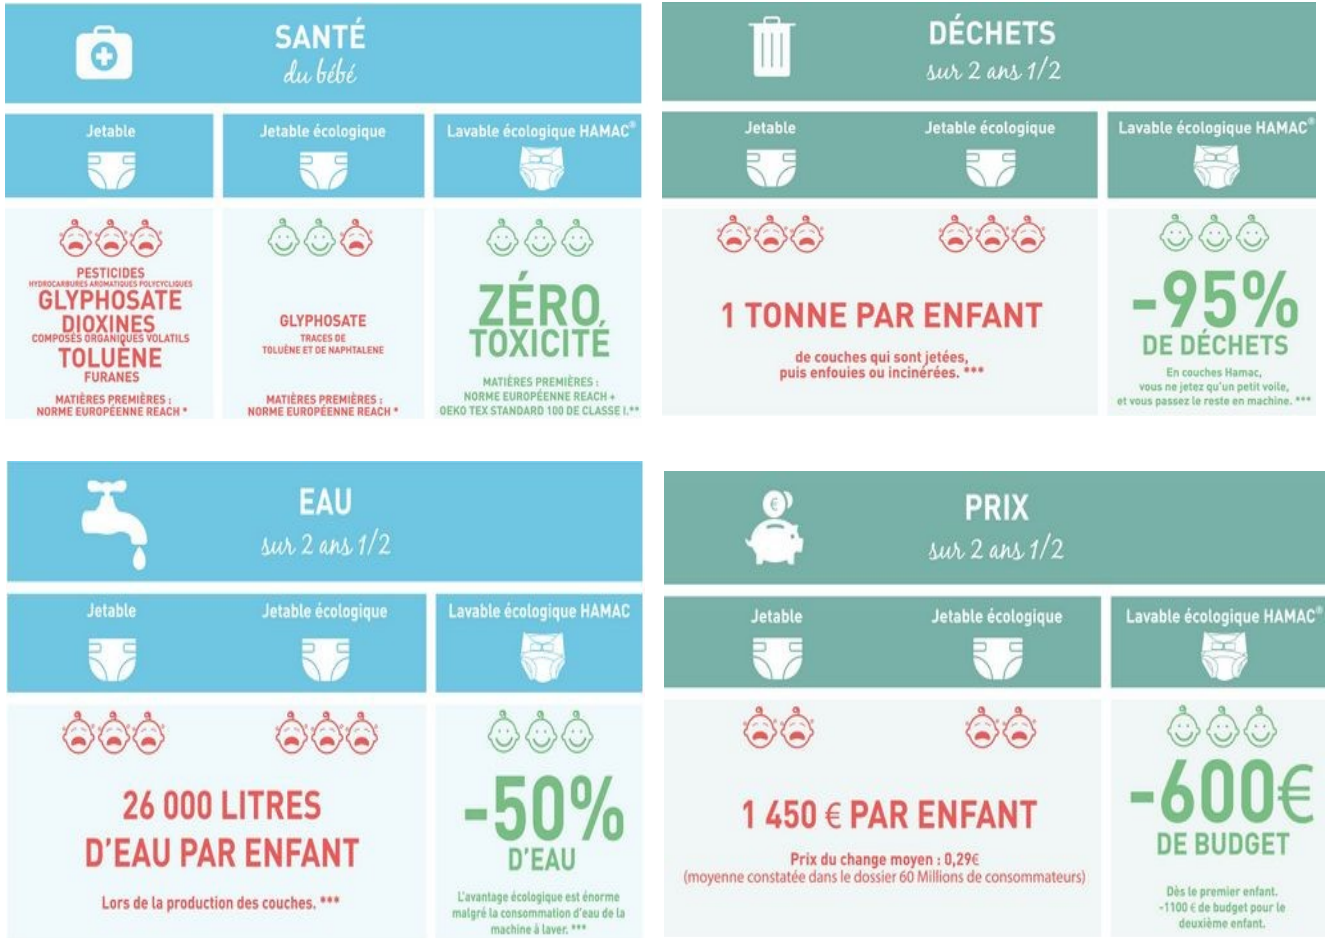 SANTÉ
du bébé
Jetable
Jetable écologique
Lavable écologique HAMAC®
PESTICIDES
HYDROCARBURES AROMATIQUES POLYCYCLIQUES
GLYPHOSATE
DIOXINES
COMPOSÉS ORGANIQUES VOLATILS
TOLUÈNE
FURANES
MATIÈRES PREMIÈRES :
NORME EUROPÉENNE REACH *
GLYPHOSATE
TRACES DE
TOLUÈNE ET DE NAPHTALENE
MATIÈRES PREMIÈRES :
NORME EUROPÉENNE REACH *
ZÉRO
TOXICITÉ
MATIÈRES PREMIÈRES :
NORME EUROPÉENNE REACH +
OEKO TEX STANDARD 100 DE CLASSE I.**
DÉCHETS
sur 2 ans 1/2
Jetable
Jetable écologique
Lavable écologique HAMAC®
1 TONNE PAR ENFANT
de couches qui sont jetées,
puis enfouies ou incinérées. ***
-95%
DE DÉCHETS
En couches Hamac,
vous ne jetez qu'un petit voile,
et vous passez le reste en machine. ***
EAU
sur 2 ans 1/2
Jetable
Jetable écologique
Lavable écologique HAMAC
26 000 LITRES
D'EAU PAR ENFANT
Lors de la production des couches. ***
-50%
D'EAU
L'avantage écologique est énorme
malgré la consommation d'eau de la
machine à laver. ***
PRIX
sur 2 ans 1/2
Jetable
Jetable écologique
Lavable écologique HAMAC®
€
1 450 € PAR ENFANT
Prix du change moyen : 0,29€
(moyenne constatée dans le dossier 60 Millions de consommateurs)
-600€
DE BUDGET
Dès le premier enfant.
-1100 € de budget pour le
deuxième enfant.